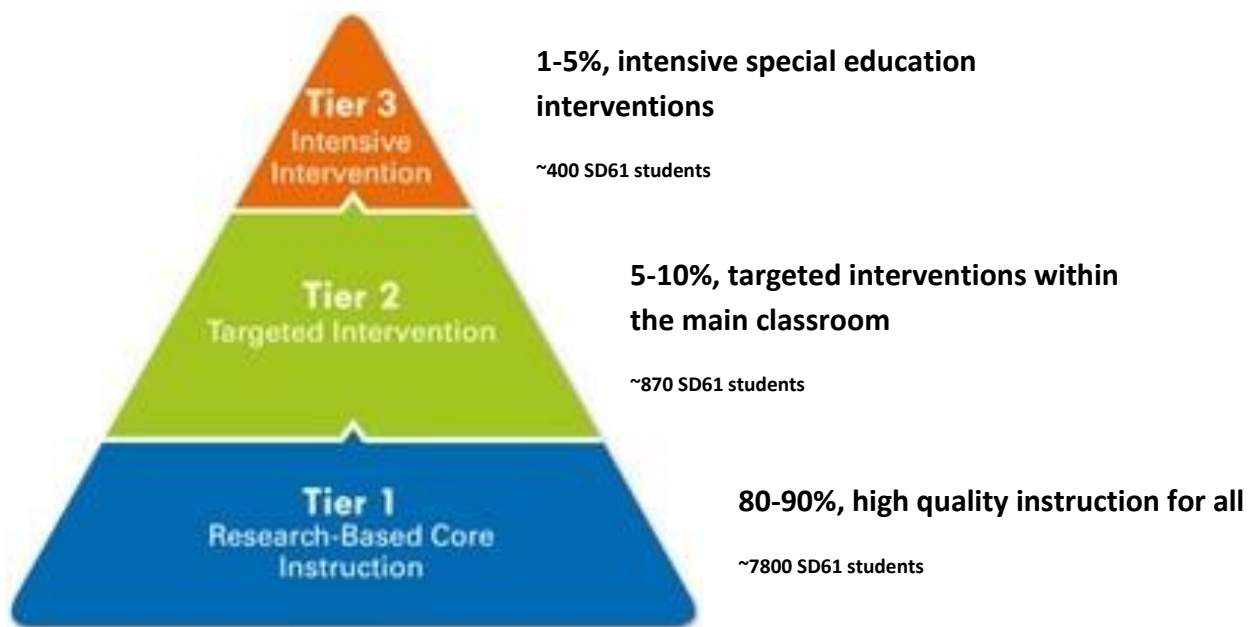 Tier 3
Intensive
Intervention
1-5%, intensive special education
interventions
~400 SD61 students
Tier 2
Targeted Intervention
5-10%, targeted interventions within
the main classroom
~870 SD61 students
Tier 1
Research-Based Core
Instruction
80-90%, high quality instruction for all
~7800 SD61 students